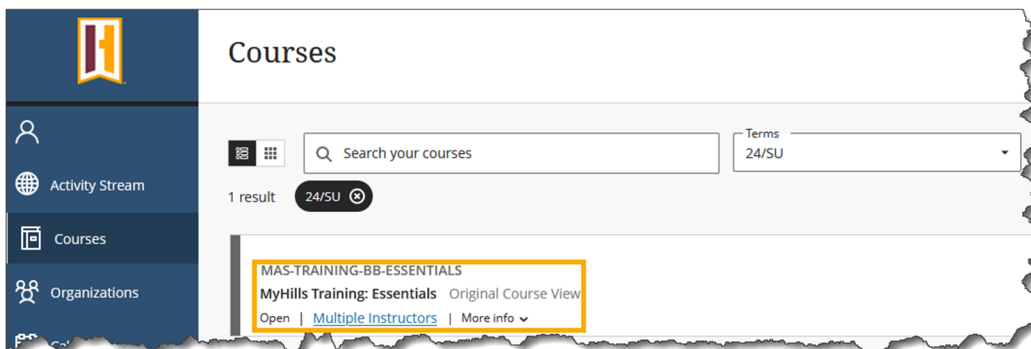 Courses
Activity Stream
Courses
Organizations
Search your courses
Terms
24/SU
1 result
24/SU
MAS-TRAINING-BB-ESSENTIALS
MyHills Training: Essentials Original Course View
Open | Multiple Instructors | More info